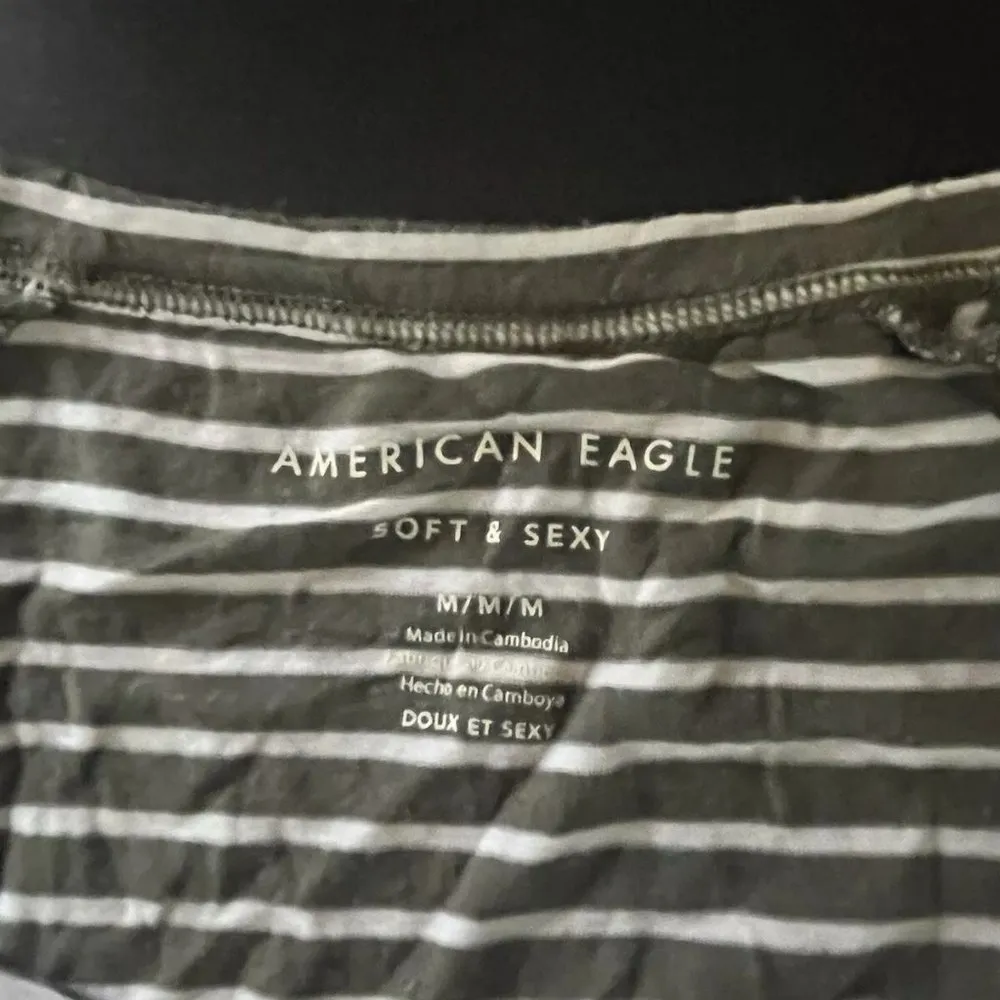 AMERICAN EAGLE
SOFT & SEXY
M/M/M
Made in Cambodia
Hecho en Camboya
DOUX ET SEXY